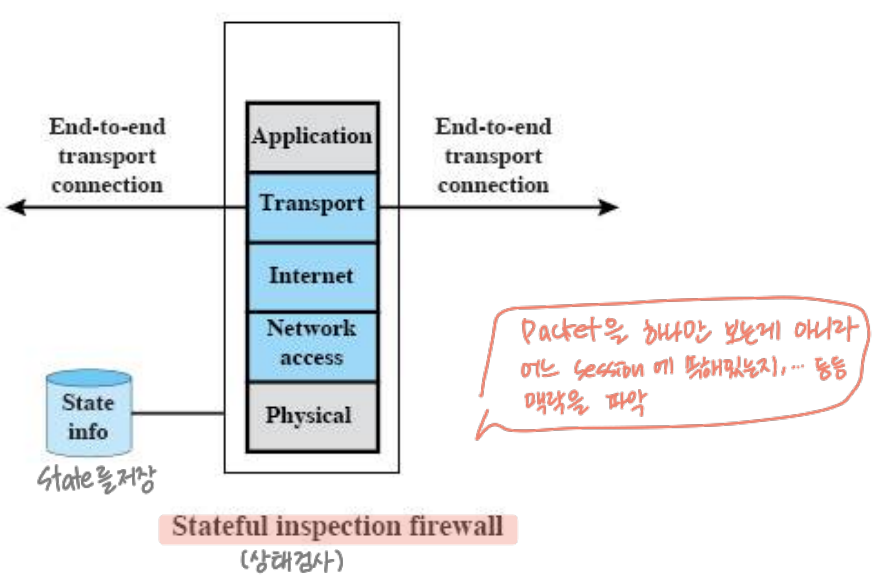 End-to-end
transport
connection
Application
Transport
Internet
Network
access
Physical
End-to-end
transport
connection
State
info
State를 저장
Packet을 하나만 보는게 아니라
어느 session에 속해있는지,… 등등
맥락을 파악
Stateful inspection firewall
(상태검사)